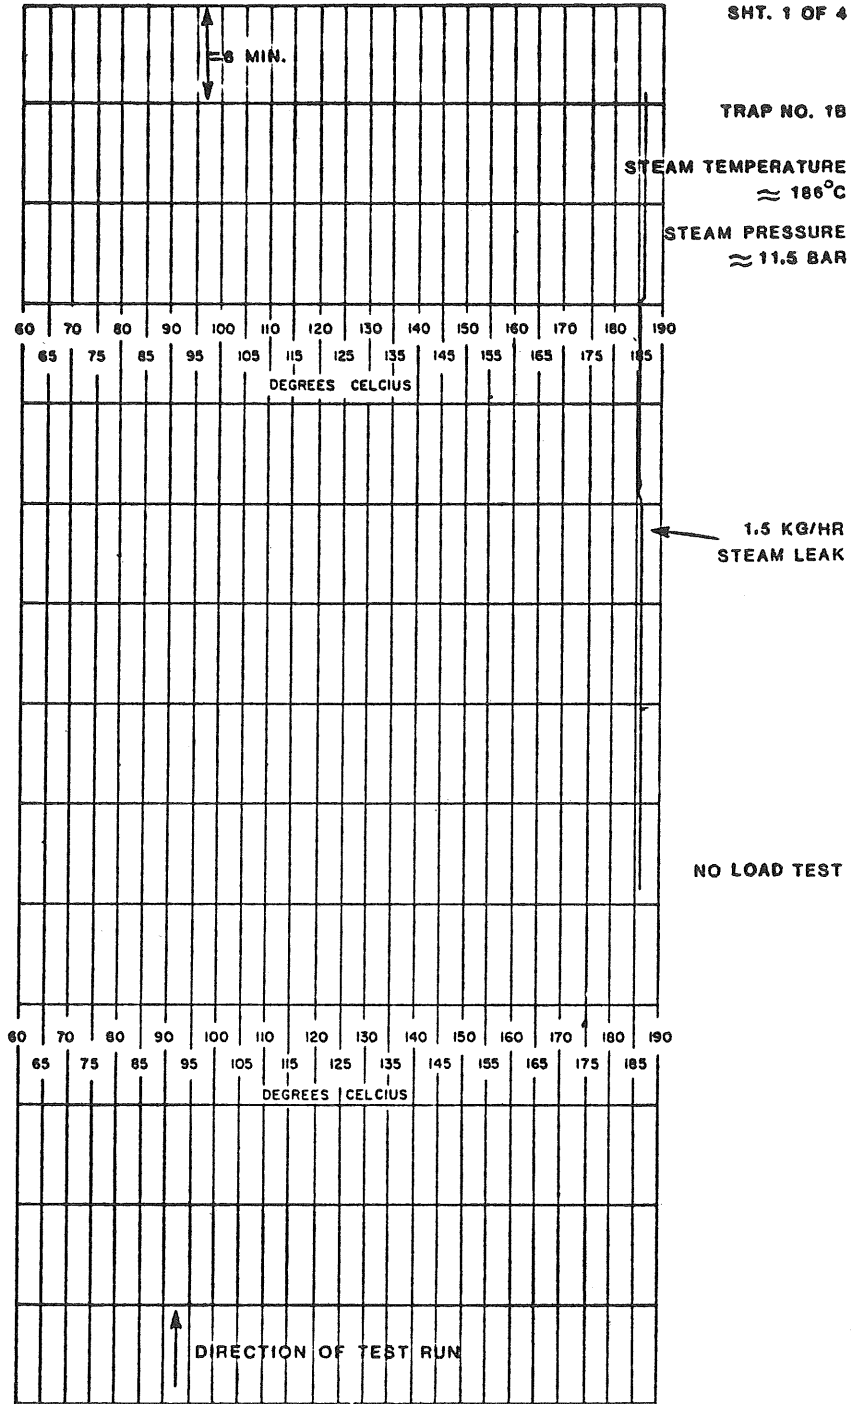 SHT. 1 OF 4
=6 MIN.
TRAP NO. 1B
STEAM TEMPERATURE
≈ 186°C
STEAM PRESSURE
≈ 11.5 BAR
60 70 80 90 100 110 120 130 140 150 160 170 180 190
65 75 85 95 105 115 125 135 145 155 165 175 185
DEGREES CELCIUS
1.5 KG/HR
STEAM LEAK
NO LOAD TEST
60 70 80 90 100 110 120 130 140 150 160 170 180 190
65 75 85 95 105 115 125 135 145 155 165 175 185
DEGREES CELCIUS
DIRECTION OF TEST RUN